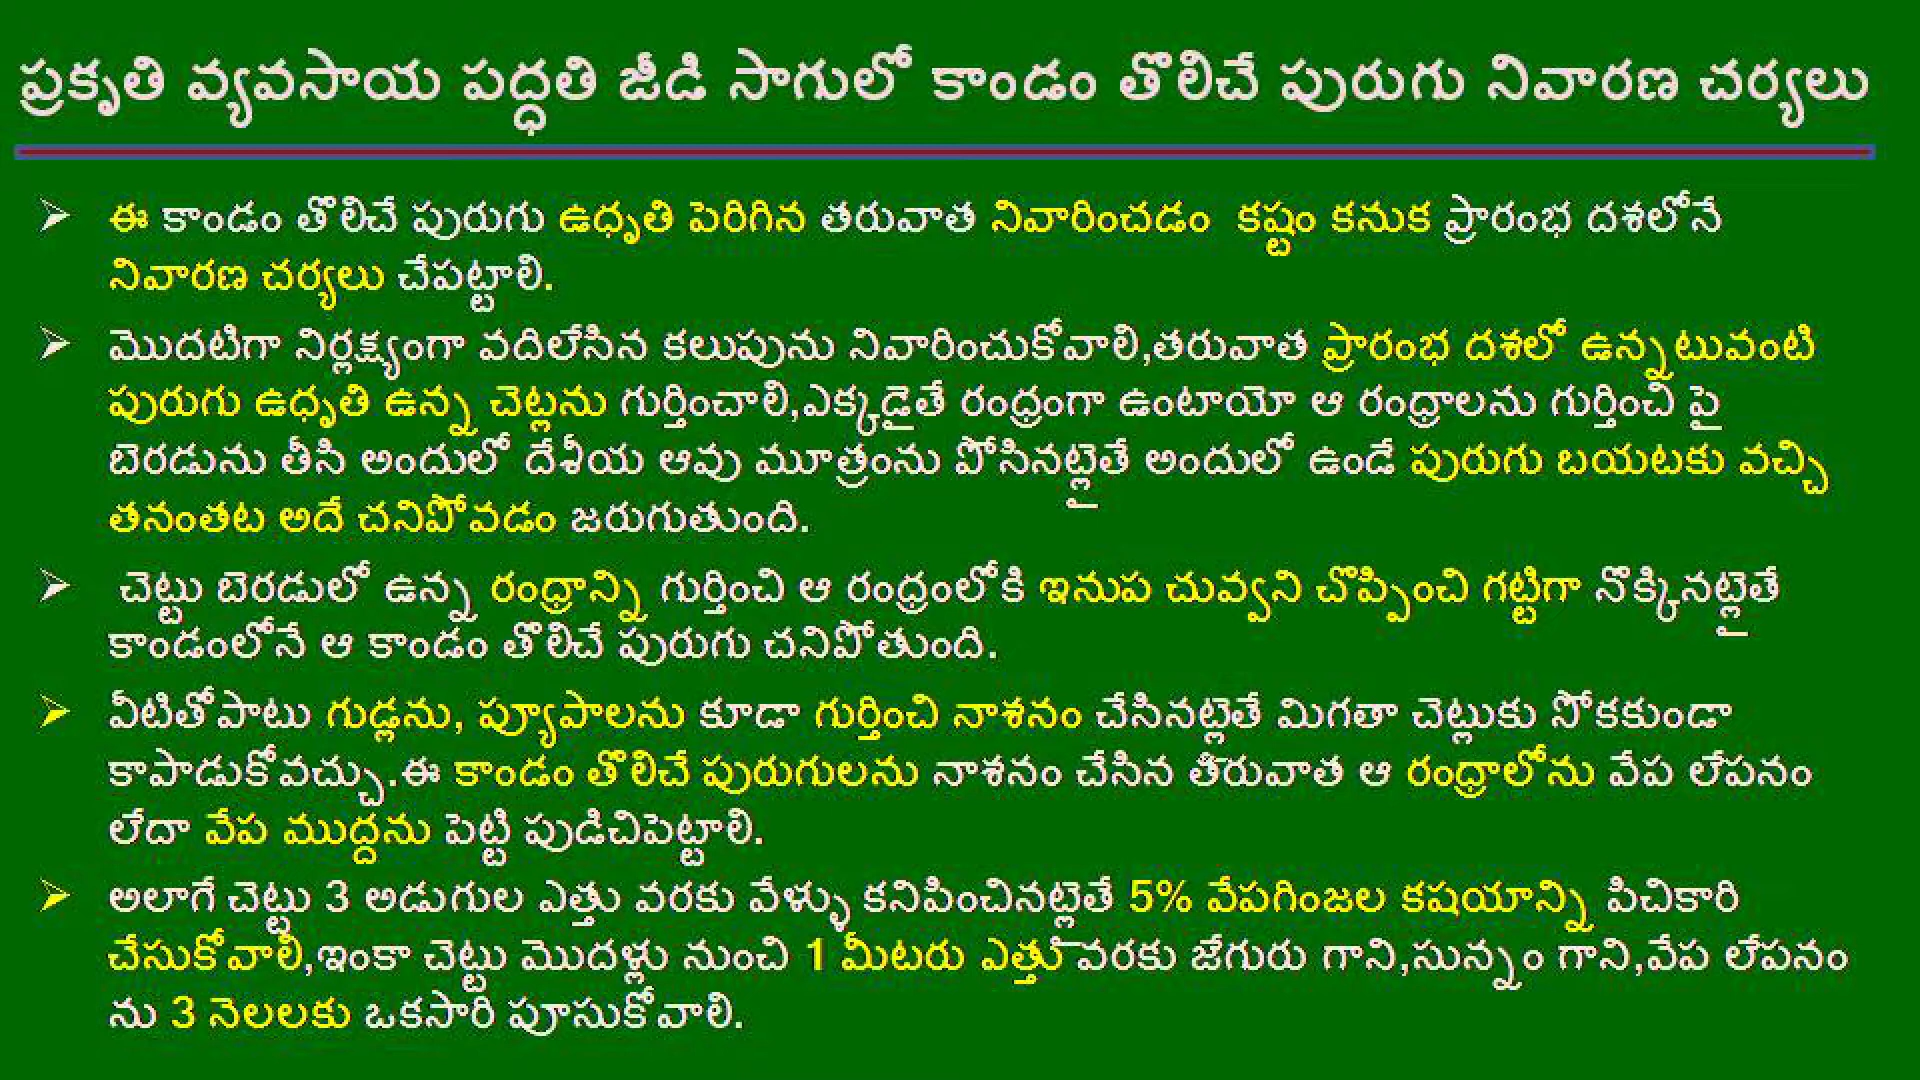 ప్రకృతి వ్యవసాయ పద్ధతి జీడి సాగులో కాండం తొలిచే పురుగు నివారణ చర్యలు
ఈ కాండం తొలిచే పురుగు ఉధృతి పెరిగిన తరువాత నివారించడం కష్టం కనుక ప్రారంభ దశలోనే
నివారణ చర్యలు చేపట్టాలి.
మొదటిగా నిర్లక్ష్యంగా వదిలేసిన కలుపును నివారించుకోవాలి,తరువాత ప్రారంభ దశలో ఉన్నటువంటి
పురుగు ఉధృతి ఉన్న చెట్లను గుర్తించాలి,ఎక్కడైతే రంధ్రంగా ఉంటాయో ఆ రంధ్రాలను గుర్తించి పై
బెరడును తీసి అందులో దేశీయ ఆవు మూత్రంను పోసినట్లైతే అందులో ఉండే పురుగు బయటకు వచ్చి
తనంతట అదే చనిపోవడం జరుగుతుంది.
చెట్టు బెరడులో ఉన్న రంధ్రాన్ని గుర్తించి ఆ రంధ్రంలోకి ఇనుప చువ్వని చొప్పించి గట్టిగా నొక్కినట్లైతే
కాండంలోనే ఆ కాండం తొలిచే పురుగు చనిపోతుంది.
వీటితోపాటు గుడ్లను, ప్యూపాలను కూడా గుర్తించి నాశనం చేసినట్లైతే మిగతా చెట్లుకు సోకకుండా
కాపాడుకోవచ్చు.ఈ కాండం తొలిచే పురుగులను నాశనం చేసిన తరువాత ఆ రంధ్రాలోను వేప లేపనం
లేదా వేప ముద్దను పెట్టి పుడిచిపెట్టాలి.
అలాగే చెట్టు 3 అడుగుల ఎత్తు వరకు వేళ్ళు కనిపించినట్లైతే 5% వేపగింజల కషయాన్ని పిచికారి
చేసుకోవాలి,ఇంకా చెట్టు మొదళ్లు నుంచి 1 మీటరు ఎత్తు వరకు జేగురు గాని,సున్నం గాని,వేప లేపనం
ను 3 నెలలకు ఒకసారి పూసుకోవాలి.